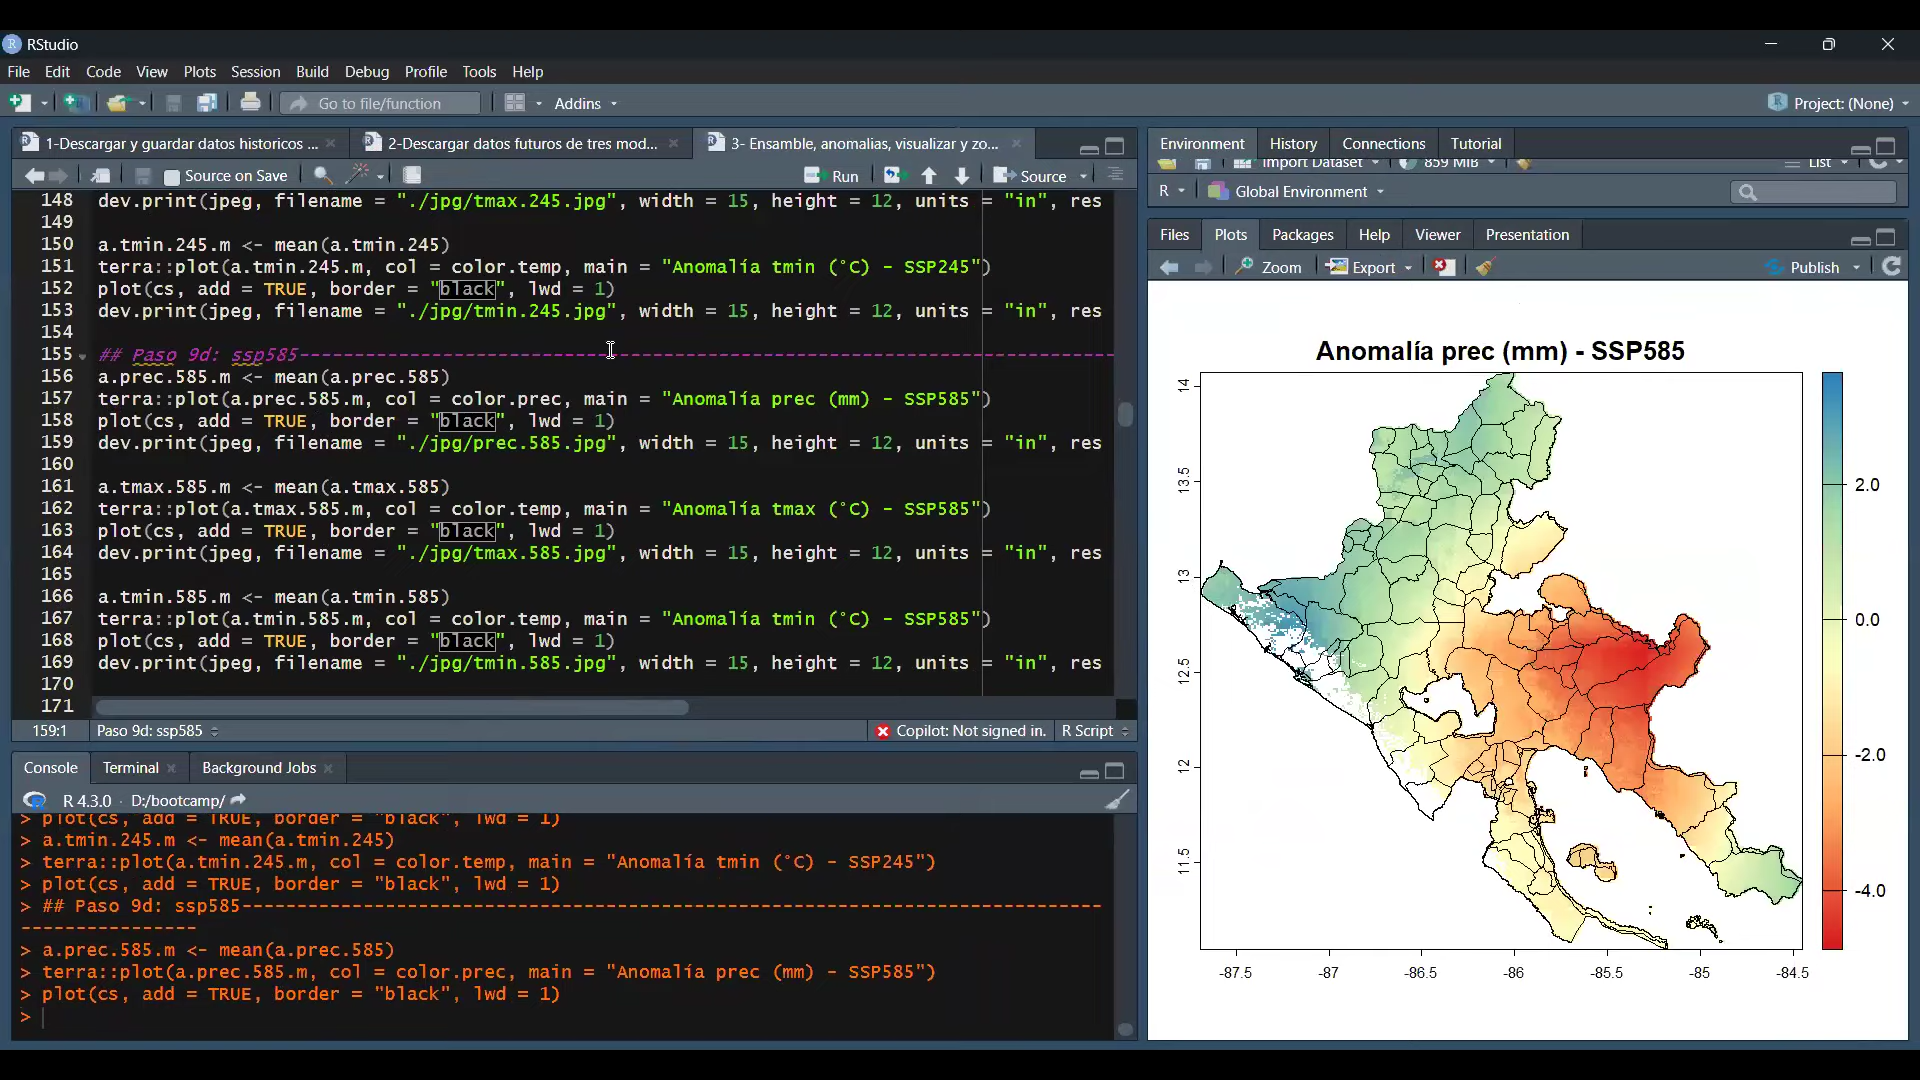 RStudio
File Edit Code View Plots Session Build Debug Profile Tools Help
Go to file/function Addins Project: (None)
1-Descargar y guardar datos historicos ... 2-Descargar datos futuros de tres mod... 3- Ensamble, anomalias, visualizar y zo...
Source on Save Run Source
148 dev.print(jpeg, filename = "./jpg/tmax.245.jpg", width = 15, height = 12, units = "in", res
149
150 a.tmin.245.m <- mean(a.tmin.245)
151 terra::plot(a.tmin.245.m, col = color.temp, main = "Anomalía tmin (°C) - SSP245")
152 plot(cs, add = TRUE, border = "black", lwd = 1)
153 dev.print(jpeg, filename = "./jpg/tmin.245.jpg", width = 15, height = 12, units = "in", res
154
155 ## Paso 9d: ssp585--------------------------------------------------------------------------
156 a.prec.585.m <- mean(a.prec.585)
157 terra::plot(a.prec.585.m, col = color.prec, main = "Anomalía prec (mm) - SSP585")
158 plot(cs, add = TRUE, border = "black", lwd = 1)
159 dev.print(jpeg, filename = "./jpg/prec.585.jpg", width = 15, height = 12, units = "in", res
160
161 a.tmax.585.m <- mean(a.tmax.585)
162 terra::plot(a.tmax.585.m, col = color.temp, main = "Anomalía tmax (°C) - SSP585")
163 plot(cs, add = TRUE, border = "black", lwd = 1)
164 dev.print(jpeg, filename = "./jpg/tmax.585.jpg", width = 15, height = 12, units = "in", res
165
166 a.tmin.585.m <- mean(a.tmin.585)
167 terra::plot(a.tmin.585.m, col = color.temp, main = "Anomalía tmin (°C) - SSP585")
168 plot(cs, add = TRUE, border = "black", lwd = 1)
169 dev.print(jpeg, filename = "./jpg/tmin.585.jpg", width = 15, height = 12, units = "in", res
170
171
159:1 Paso 9d: ssp585 Copilot: Not signed in. R Script
Console Terminal Background Jobs
R 4.3.0 · D:/bootcamp/
> plot(cs, add = TRUE, border = "black", lwd = 1)
> a.tmin.245.m <- mean(a.tmin.245)
> terra::plot(a.tmin.245.m, col = color.temp, main = "Anomalía tmin (°C) - SSP245")
> plot(cs, add = TRUE, border = "black", lwd = 1)
> ## Paso 9d: ssp585------------------------------------------------------------------------------
----------------
> a.prec.585.m <- mean(a.prec.585)
> terra::plot(a.prec.585.m, col = color.prec, main = "Anomalía prec (mm) - SSP585")
> plot(cs, add = TRUE, border = "black", lwd = 1)
>
Environment History Connections Tutorial
Import Dataset 859 MiB List
R Global Environment
Files Plots Packages Help Viewer Presentation
Zoom Export Publish
Anomalía prec (mm) - SSP585
14
13.5
13
12.5
12
11.5
-87.5 -87 -86.5 -86 -85.5 -85 -84.5
2.0
0.0
-2.0
-4.0